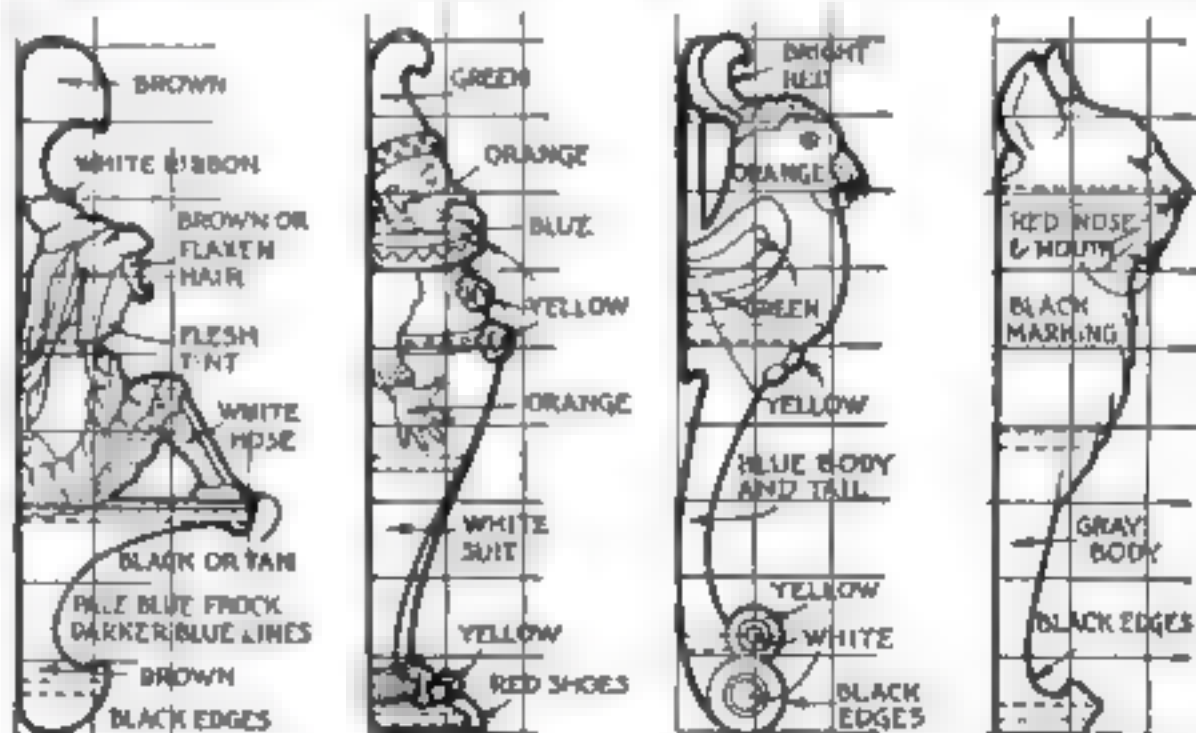 BROWN
WHITE RIBBON
BROWN OR
FLAXEN
HAIR
FLESH
TINT
WHITE
HOSE
BLACK OR TAN
PALE BLUE FROCK
DARKER BLUE LINES
BROWN
BLACK EDGES
GREEN
ORANGE
BLUE
YELLOW
ORANGE
WHITE
SUIT
YELLOW
RED SHOES
BRIGHT
RED
ORANGE
GREEN
YELLOW
BLUE BODY
AND TAIL
YELLOW
WHITE
BLACK
EDGES
RED NOSE
& MOUTH
BLACK
MARKING
GRAY
BODY
BLACK EDGES